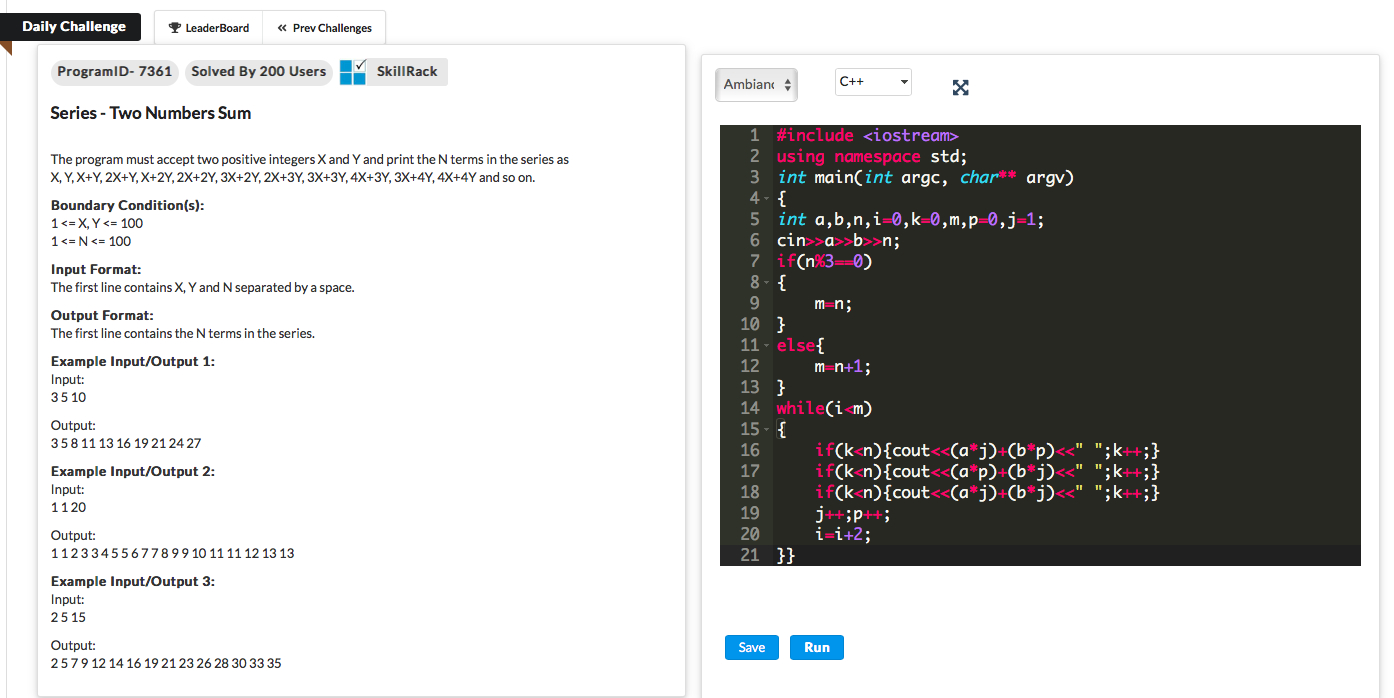 Daily Challenge
LeaderBoard
« Prev Challenges
ProgramID- 7361
Solved By 200 Users
SkillRack
Series - Two Numbers Sum
The program must accept two positive integers X and Y and print the N terms in the series as
X, Y, X+Y, 2X+Y, X+2Y, 2X+2Y, 3X+2Y, 2X+3Y, 3X+3Y, 4X+3Y, 3X+4Y, 4X+4Y and so on.
Boundary Condition(s):
1 <= X, Y <= 100
1 <= N <= 100
Input Format:
The first line contains X, Y and N separated by a space.
Output Format:
The first line contains the N terms in the series.
Example Input/Output 1:
Input:
3 5 10
Output:
3 5 8 11 13 16 19 21 24 27
Example Input/Output 2:
Input:
1 1 20
Output:
1 1 2 3 3 4 5 5 6 7 7 8 9 9 10 11 11 12 13 13
Example Input/Output 3:
Input:
2 5 15
Output:
2 5 7 9 12 14 16 19 21 23 26 28 30 33 35
Ambianc
C++
1 #include <iostream>
2 using namespace std;
3 int main(int argc, char** argv)
4 {
5 int a,b,n,i=0,k=0,m,p=0,j=1;
6 cin>>a>>b>>n;
7 if(n%3==0)
8 {
9     m=n;
10 }
11 else{
12     m=n+1;
13 }
14 while(i<m)
15 {
16     if(k<n){cout<<(a*j)+(b*p)<<" ";k++;}
17     if(k<n){cout<<(a*p)+(b*j)<<" ";k++;}
18     if(k<n){cout<<(a*j)+(b*j)<<" ";k++;}
19     j++;p++;
20     i=i+2;
21 }}
Save
Run